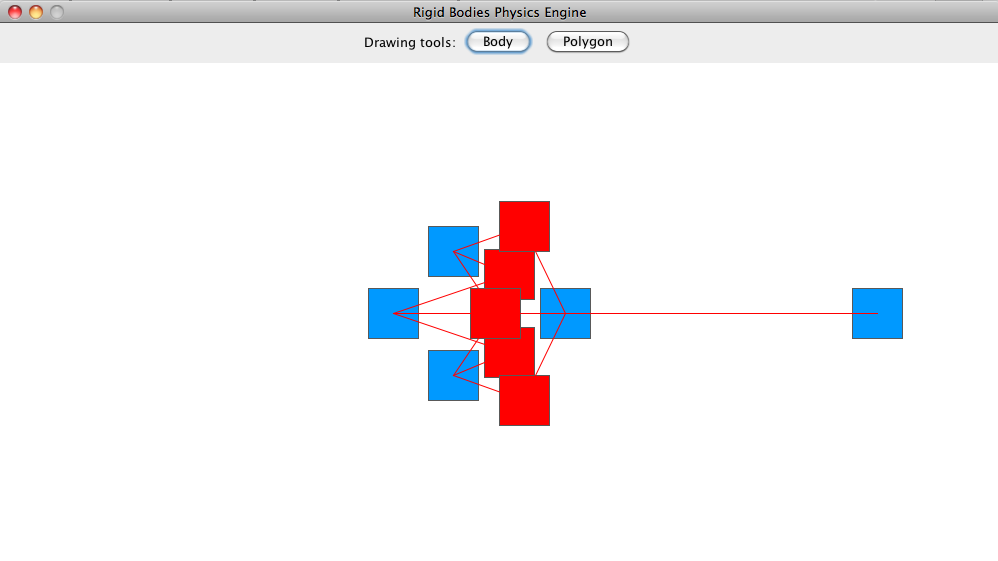 Rigid Bodies Physics Engine
Drawing tools: Body Polygon